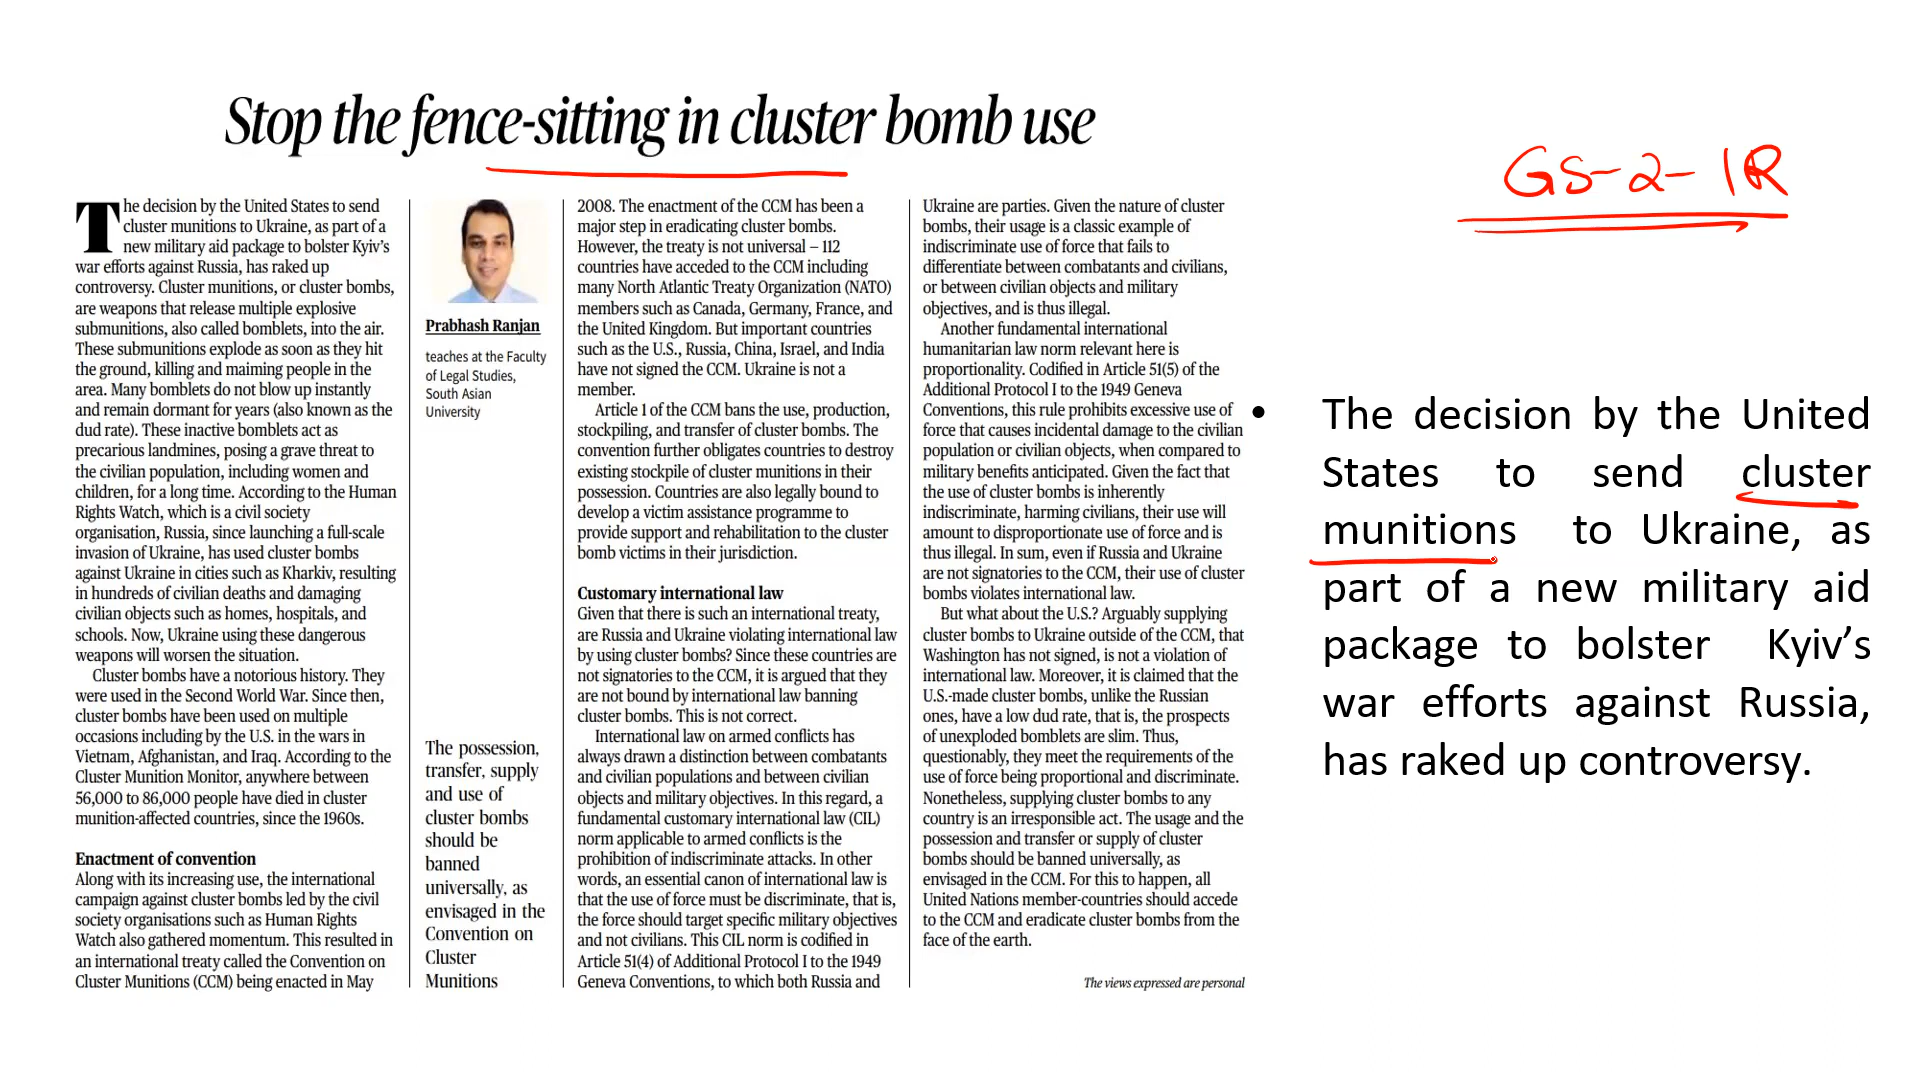 Stop the fence-sitting in cluster bomb use
The decision by the United States to send
cluster munitions to Ukraine, as part of a
new military aid package to bolster Kyiv's
war efforts against Russia, has raked up
controversy. Cluster munitions, or cluster bombs,
are weapons that release multiple explosive
submunitions, also called bomblets, into the air.
These submunitions explode as soon as they hit
the ground, killing and maiming people in the
area. Many bomblets do not blow up instantly
and remain dormant for years (also known as the
dud rate). These inactive bomblets act as
precarious landmines, posing a grave threat to
the civilian population, including women and
children, for a long time. According to the Human
Rights Watch, which is a civil society
organisation, Russia, since launching a full-scale
invasion of Ukraine, has used cluster bombs
against Ukraine in cities such as Kharkiv, resulting
in hundreds of civilian deaths and damaging
civilian objects such as homes, hospitals, and
schools. Now, Ukraine using these dangerous
weapons will worsen the situation.
Cluster bombs have a notorious history. They
were used in the Second World War. Since then,
cluster bombs have been used on multiple
occasions including by the U.S. in the wars in
Vietnam, Afghanistan, and Iraq. According to the
Cluster Munition Monitor, anywhere between
56,000 to 86,000 people have died in cluster
munition-affected countries, since the 1960s.
Enactment of convention
Along with its increasing use, the international
campaign against cluster bombs led by the civil
society organisations such as Human Rights
Watch also gathered momentum. This resulted in
an international treaty called the Convention on
Cluster Munitions (CCM) being enacted in May
Prabhash Ranjan
teaches at the Faculty
of Legal Studies,
South Asian
University
The possession,
transfer, supply
and use of
cluster bombs
should be
banned
universally, as
envisaged in the
Convention on
Cluster
Munitions
2008. The enactment of the CCM has been a
major step in eradicating cluster bombs.
However, the treaty is not universal – 112
countries have acceded to the CCM including
many North Atlantic Treaty Organization (NATO)
members such as Canada, Germany, France, and
the United Kingdom. But important countries
such as the U.S., Russia, China, Israel, and India
have not signed the CCM. Ukraine is not a
member.
Article 1 of the CCM bans the use, production,
stockpiling, and transfer of cluster bombs. The
convention further obligates countries to destroy
existing stockpile of cluster munitions in their
possession. Countries are also legally bound to
develop a victim assistance programme to
provide support and rehabilitation to the cluster
bomb victims in their jurisdiction.
Customary international law
Given that there is such an international treaty,
are Russia and Ukraine violating international law
by using cluster bombs? Since these countries are
not signatories to the CCM, it is argued that they
are not bound by international law banning
cluster bombs. This is not correct.
International law on armed conflicts has
always drawn a distinction between combatants
and civilian populations and between civilian
objects and military objectives. In this regard, a
fundamental customary international law (CIL)
norm applicable to armed conflicts is the
prohibition of indiscriminate attacks. In other
words, an essential canon of international law is
that the use of force must be discriminate, that is,
the force should target specific military objectives
and not civilians. This CIL norm is codified in
Article 51(4) of Additional Protocol I to the 1949
Geneva Conventions, to which both Russia and
Ukraine are parties. Given the nature of cluster
bombs, their usage is a classic example of
indiscriminate use of force that fails to
differentiate between combatants and civilians,
or between civilian objects and military
objectives, and is thus illegal.
Another fundamental international
humanitarian law norm relevant here is
proportionality. Codified in Article 51(5) of the
Additional Protocol I to the 1949 Geneva
Conventions, this rule prohibits excessive use of
force that causes incidental damage to the civilian
population or civilian objects, when compared to
military benefits anticipated. Given the fact that
the use of cluster bombs is inherently
indiscriminate, harming civilians, their use will
amount to disproportionate use of force and is
thus illegal. In sum, even if Russia and Ukraine
are not signatories to the CCM, their use of cluster
bombs violates international law.
But what about the U.S.? Arguably supplying
cluster bombs to Ukraine outside of the CCM, that
Washington has not signed, is not a violation of
international law. Moreover, it is claimed that the
U.S.-made cluster bombs, unlike the Russian
ones, have a low dud rate, that is, the prospects
of unexploded bomblets are slim. Thus,
questionably, they meet the requirements of the
use of force being proportional and discriminate.
Nonetheless, supplying cluster bombs to any
country is an irresponsible act. The usage and the
possession and transfer or supply of cluster
bombs should be banned universally, as
envisaged in the CCM. For this to happen, all
United Nations member-countries should accede
to the CCM and eradicate cluster bombs from the
face of the earth.
The views expressed are personal
GS-2-IR
• The decision by the United
States to send cluster
munitions to Ukraine, as
part of a new military aid
package to bolster Kyiv's
war efforts against Russia,
has raked up controversy.